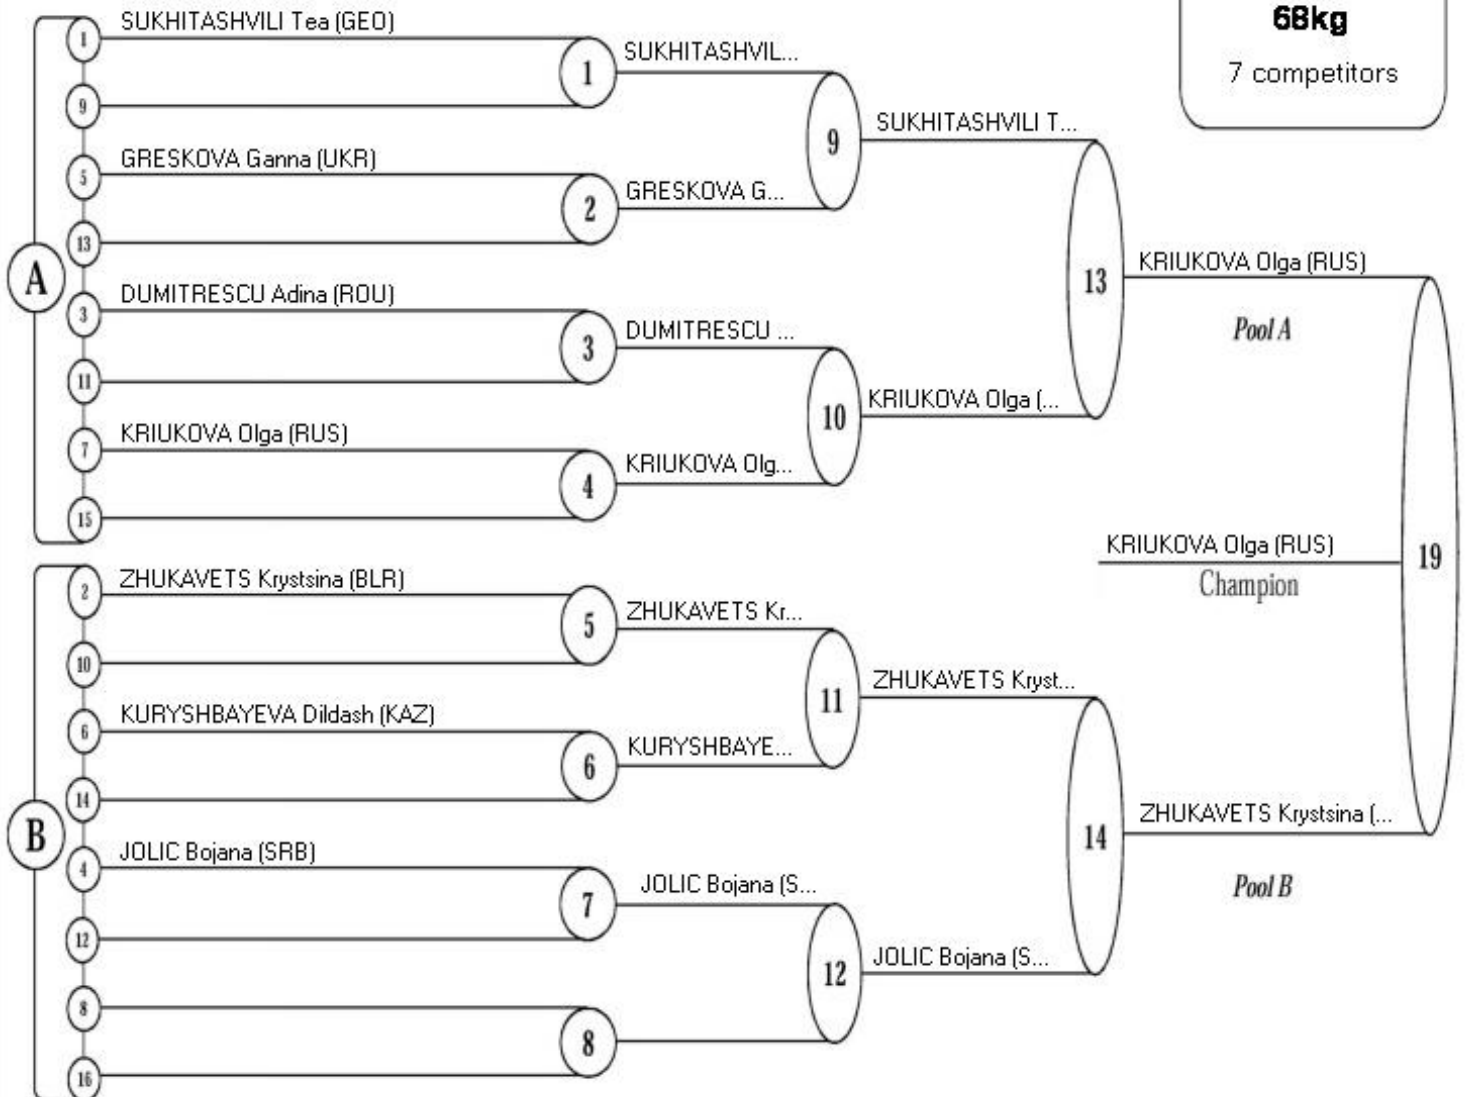 68kg
7 competitors
A
1
SUKHITASHVILI Tea (GEO)
9
1
SUKHITASHVIL...
5
GRESKOVA Ganna (UKR)
13
2
GRESKOVA G...
9
SUKHITASHVILI T...
3
DUMITRESCU Adina (ROU)
11
3
DUMITRESCU ...
7
KRIUKOVA Olga (RUS)
15
4
KRIUKOVA Olg...
10
KRIUKOVA Olga (...
13
KRIUKOVA Olga (RUS)
Pool A
KRIUKOVA Olga (RUS)
Champion
19
B
2
ZHUKAVETS Krystsina (BLR)
10
5
ZHUKAVETS Kr...
6
KURYSHBAYEVA Dildash (KAZ)
14
6
KURYSHBAYE...
11
ZHUKAVETS Kryst...
4
JOLIC Bojana (SRB)
12
7
JOLIC Bojana (S...
8
16
8
12
JOLIC Bojana (S...
14
ZHUKAVETS Krystsina (...
Pool B